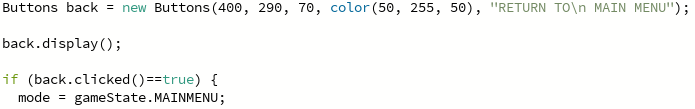 Buttons back = new Buttons(400, 290, 70, color(50, 255, 50), "RETURN TO\n MAIN MENU");
back.display();
if (back.clicked()==true) {
mode = gameState.MAINMENU;